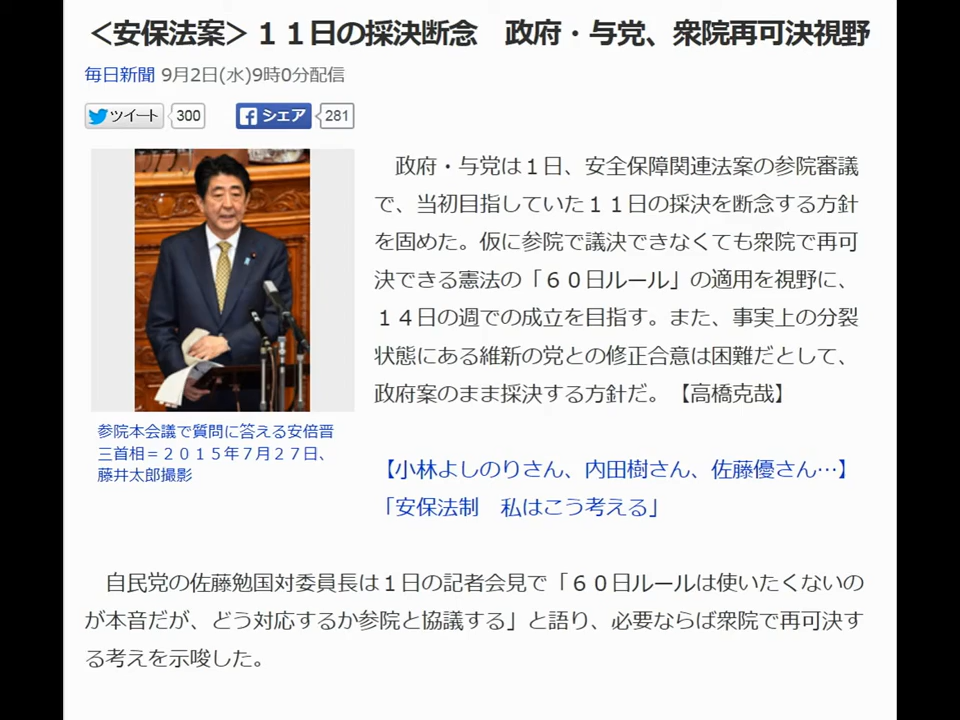 ＜安保法案＞１１日の採決断念　政府・与党、衆院再可決視野
毎日新聞 9月2日(水)9時0分配信
ツイート 300 シェア 281
政府・与党は１日、安全保障関連法案の参院審議
で、当初目指していた１１日の採決を断念する方針
を固めた。仮に参院で議決できなくても衆院で再可
決できる憲法の「６０日ルール」の適用を視野に、
１４日の週での成立を目指す。また、事実上の分裂
状態にある維新の党との修正合意は困難だとして、
政府案のまま採決する方針だ。【高橋克哉】
参院本会議で質問に答える安倍晋
三首相＝２０１５年７月２７日、
藤井太郎撮影
【小林よしのりさん、内田樹さん、佐藤優さん…】
「安保法制　私はこう考える」
自民党の佐藤勉国対委員長は１日の記者会見で「６０日ルールは使いたくないの
が本音だが、どう対応するか参院と協議する」と語り、必要ならば衆院で再可決す
る考えを示唆した。